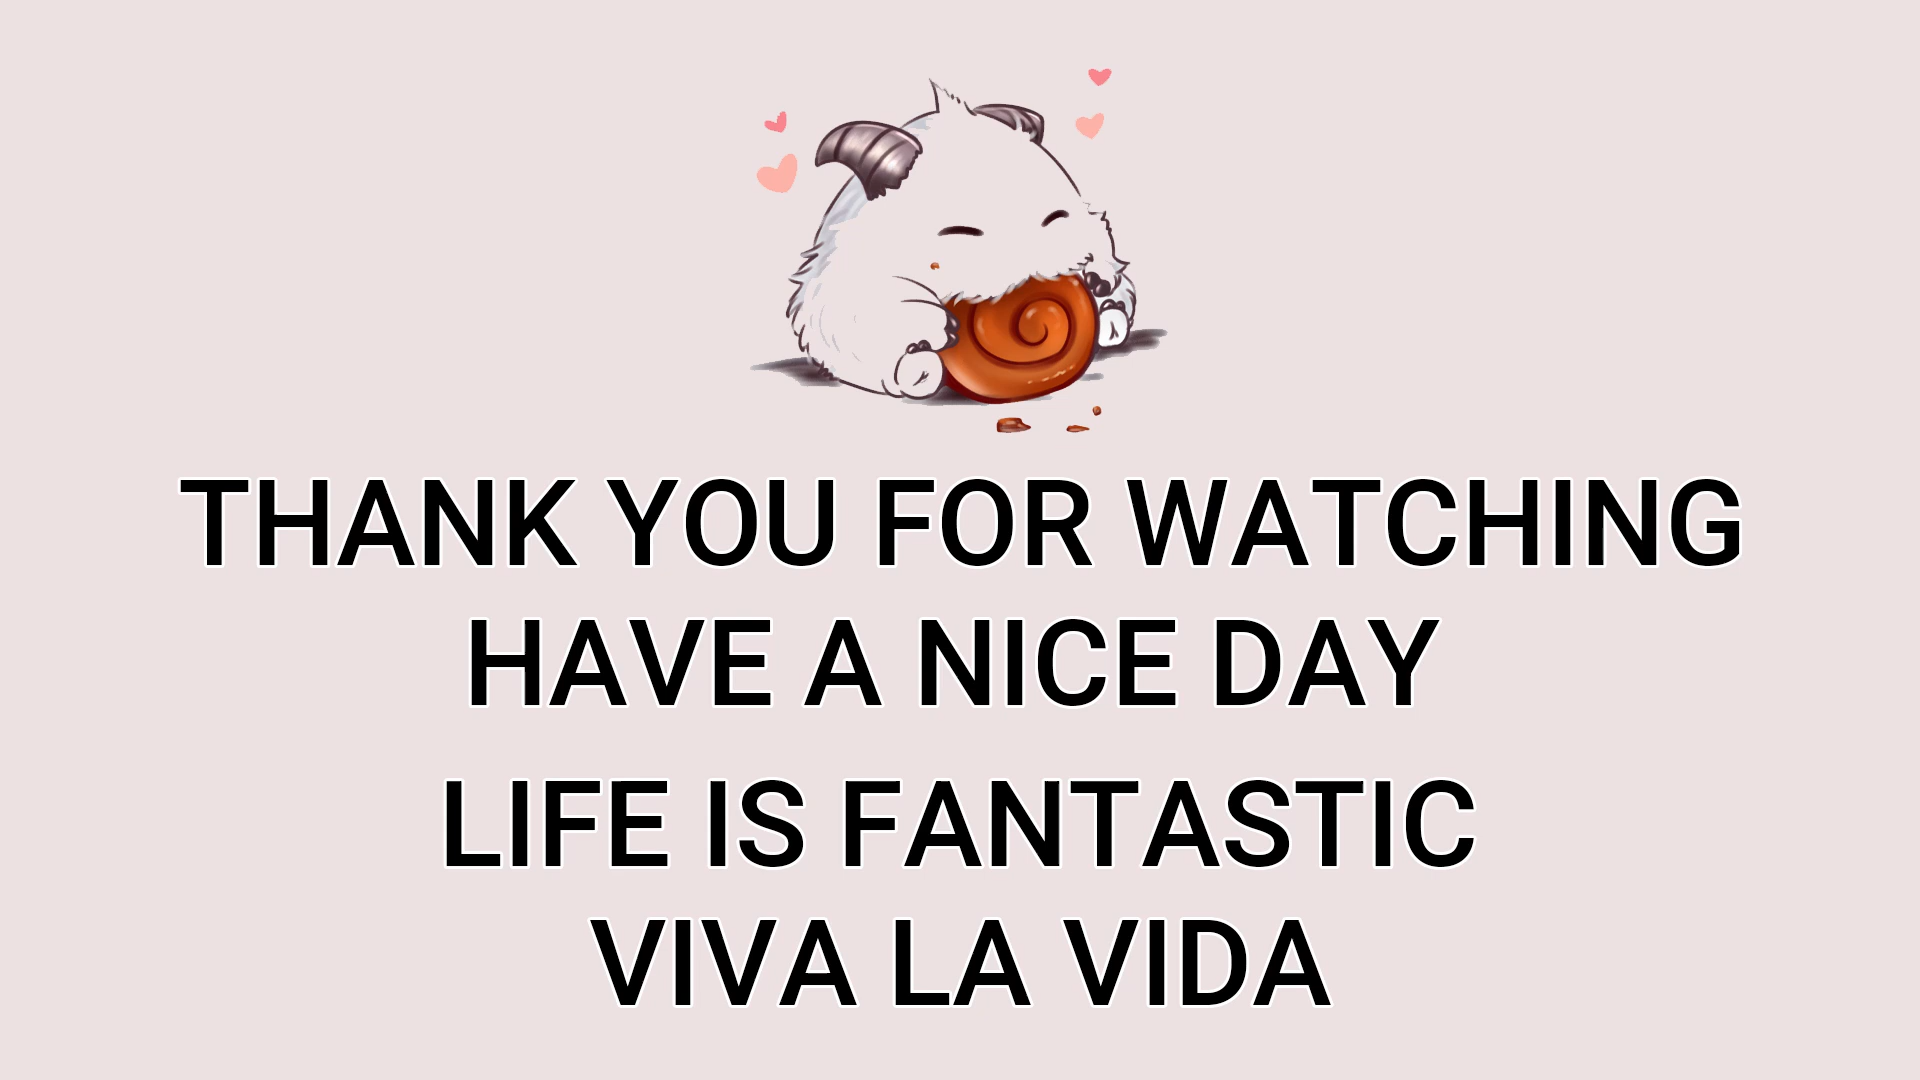 THANK YOU FOR WATCHING
HAVE A NICE DAY
LIFE IS FANTASTIC
VIVA LA VIDA